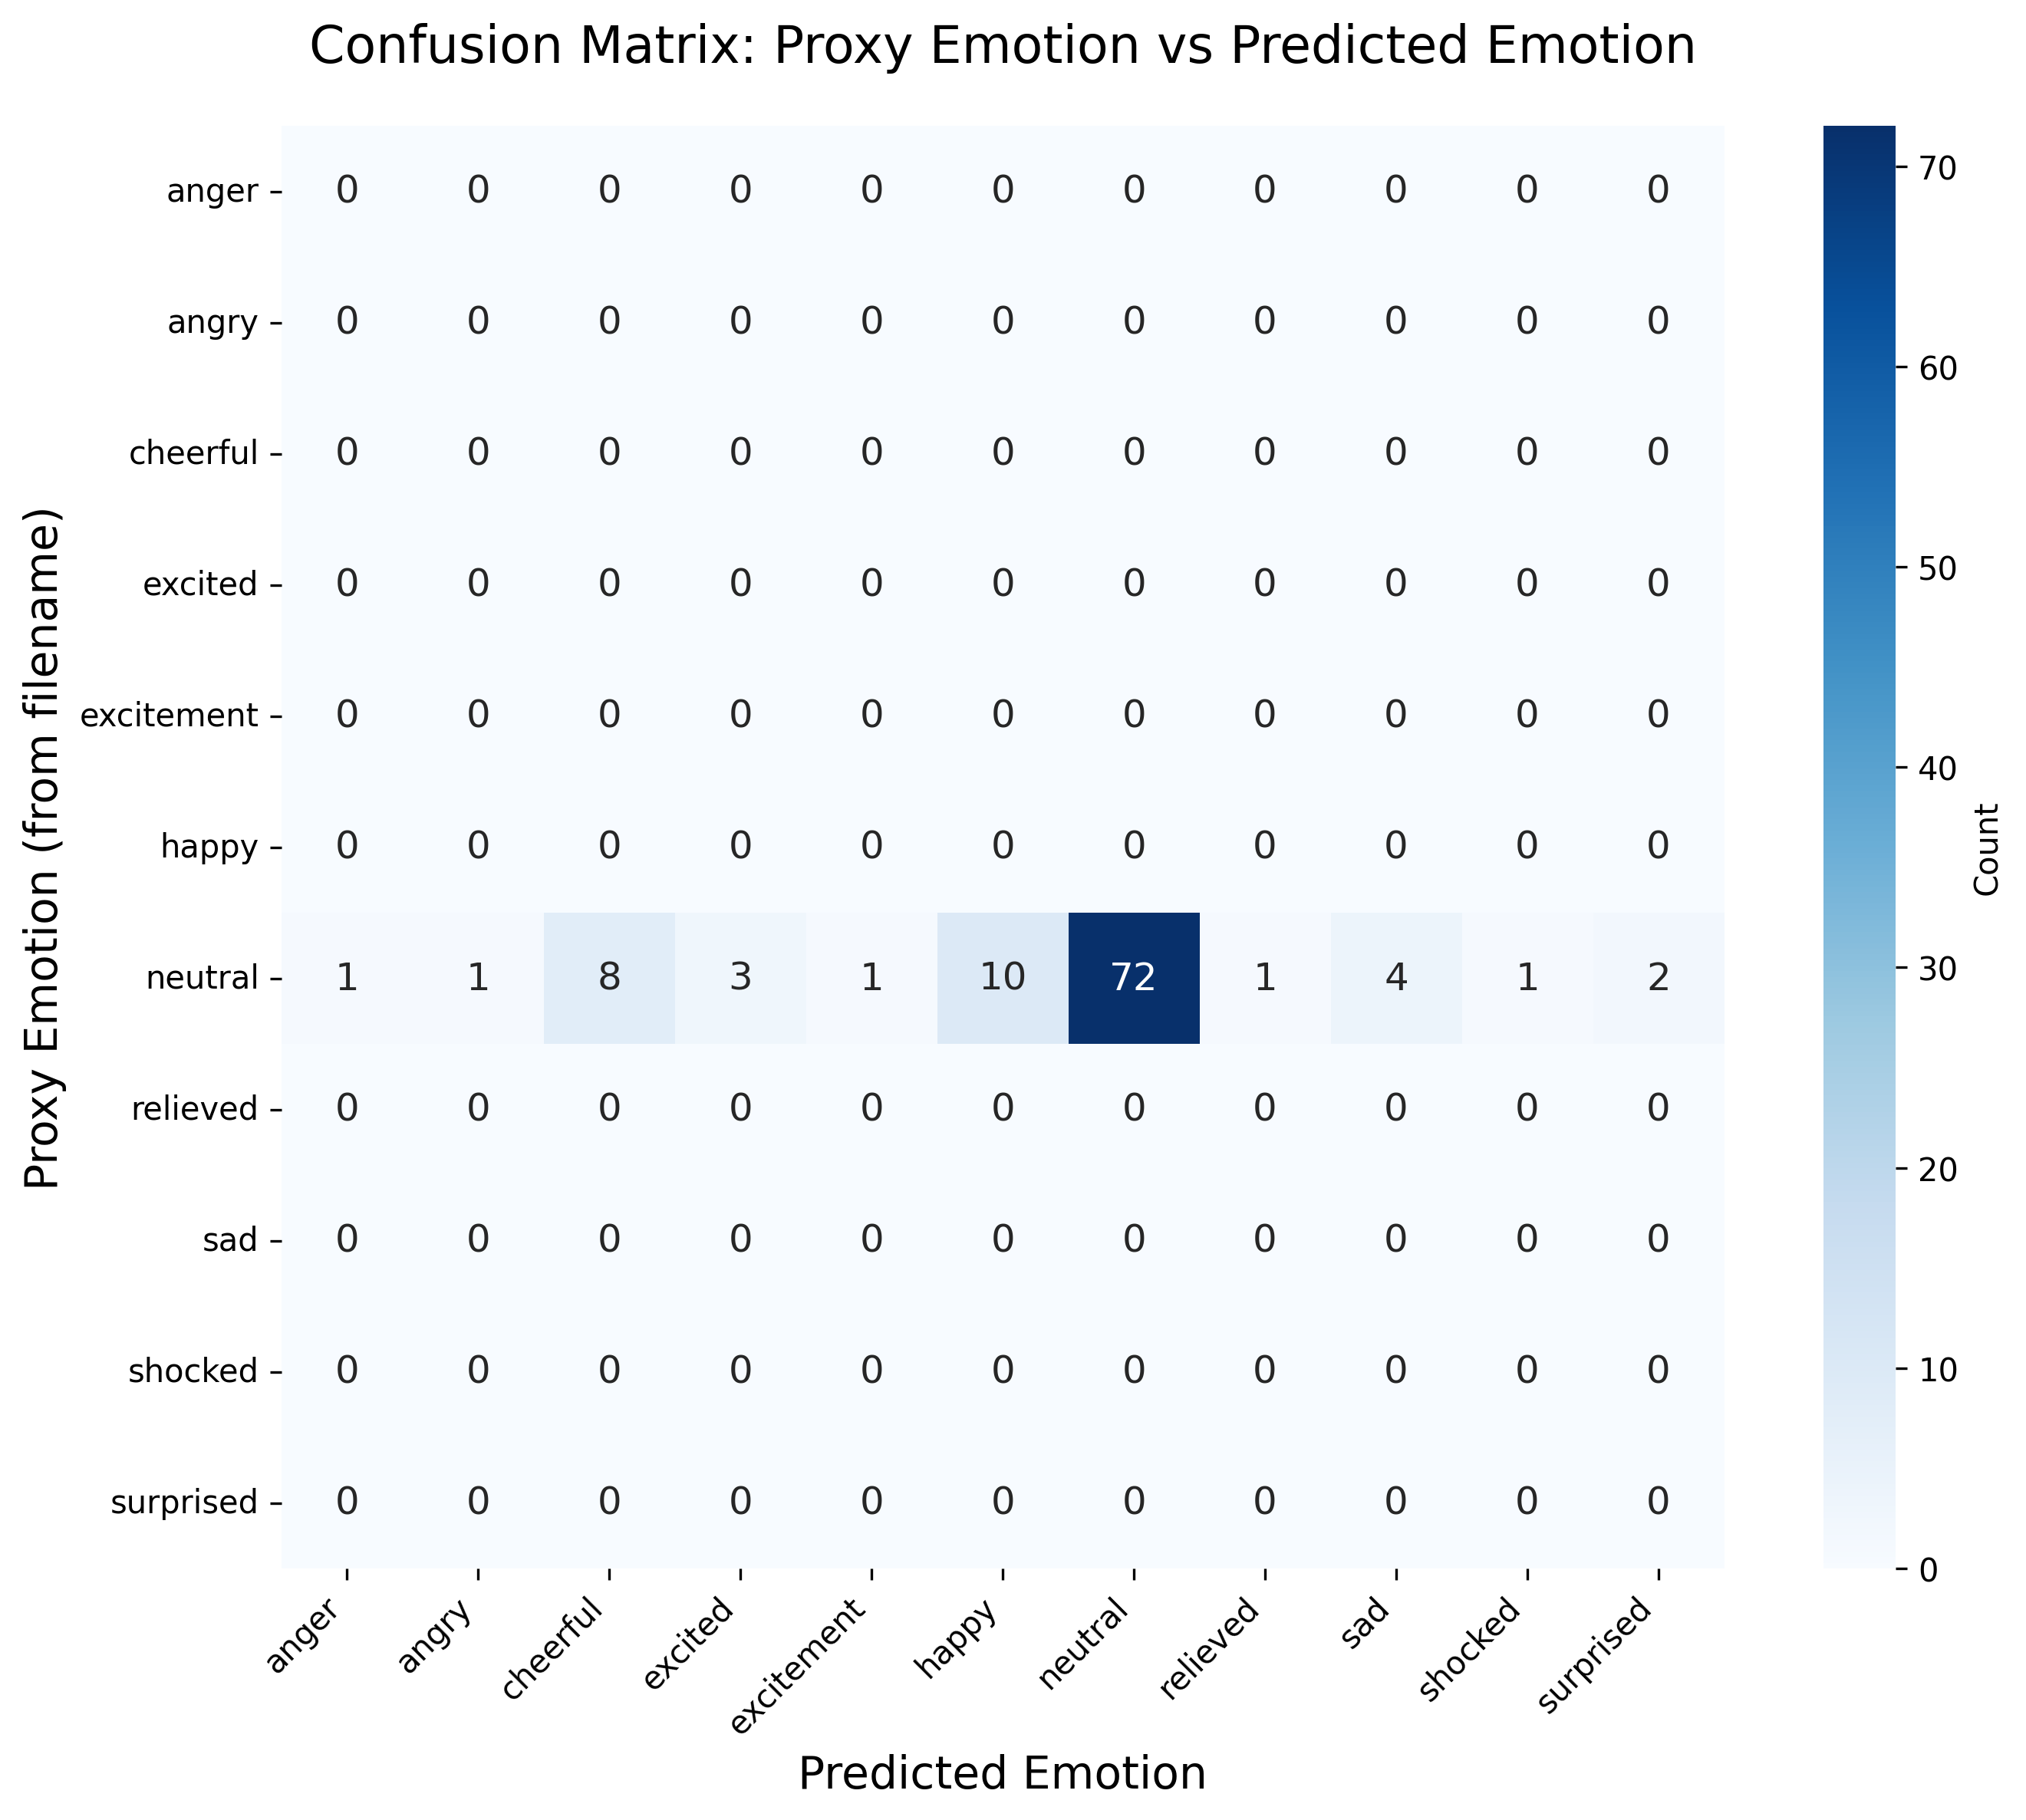 Confusion Matrix: Proxy Emotion vs Predicted Emotion
Proxy Emotion (from filename)
anger 0 0 0 0 0 0 0 0 0 0 0
angry 0 0 0 0 0 0 0 0 0 0 0
cheerful 0 0 0 0 0 0 0 0 0 0 0
excited 0 0 0 0 0 0 0 0 0 0 0
excitement 0 0 0 0 0 0 0 0 0 0 0
happy 0 0 0 0 0 0 0 0 0 0 0
neutral 1 1 8 3 1 10 72 1 4 1 2
relieved 0 0 0 0 0 0 0 0 0 0 0
sad 0 0 0 0 0 0 0 0 0 0 0
shocked 0 0 0 0 0 0 0 0 0 0 0
surprised 0 0 0 0 0 0 0 0 0 0 0
anger angry cheerful excited excitement happy neutral relieved sad shocked surprised
Predicted Emotion
70
60
50
40
30
20
10
0
Count